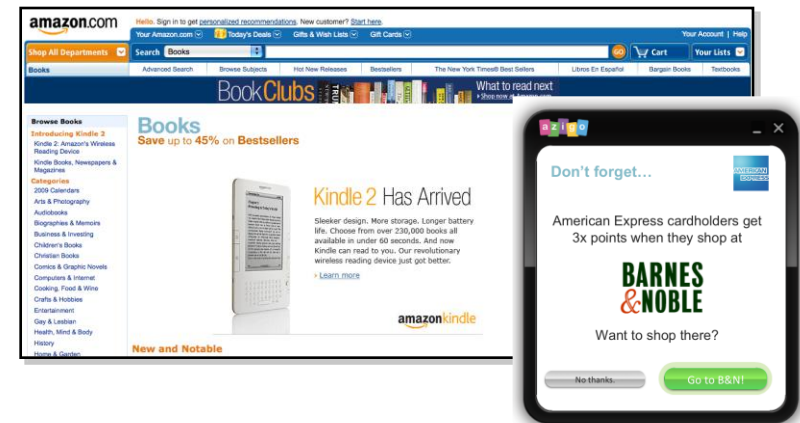 amazon.com
Hello. Sign in to get personalized recommendations. New customer? Start here.
Your Amazon.com
Today's Deals
Gifts & Wish Lists
Gift Cards
Your Account | Help
Shop All Departments
Search
Books
GO
Cart
Your Lists
Books
Advanced Search
Browse Subjects
Hot New Releases
Bestsellers
The New York Times® Best Sellers
Libros En Español
Bargain Books
Textbooks
BookClubs
What to read next
Browse Books
Introducing Kindle 2
Kindle 2: Amazon's Wireless
Reading Device
Kindle Books, Newspapers &
Magazines
Categories
2009 Calendars
Arts & Photography
Audiobooks
Biographies & Memoirs
Business & Investing
Children's Books
Christian Books
Comics & Graphic Novels
Computers & Internet
Cooking, Food & Wine
Crafts & Hobbies
Entertainment
Gay & Lesbian
Health, Mind & Body
History
Home & Garden
Books
Save up to 45% on Bestsellers
Kindle 2 Has Arrived
Sleeker design. More storage. Longer battery
life. Choose from over 230,000 books all
available in under 60 seconds. And now
Kindle can read to you. Our revolutionary
wireless reading device just got better.
› Learn more
amazonkindle
New and Notable
azigo
Don't forget…
AMERICAN
EXPRESS
American Express cardholders get
3x points when they shop at
BARNES
&NOBLE
Want to shop there?
No thanks.
Go to B&N!